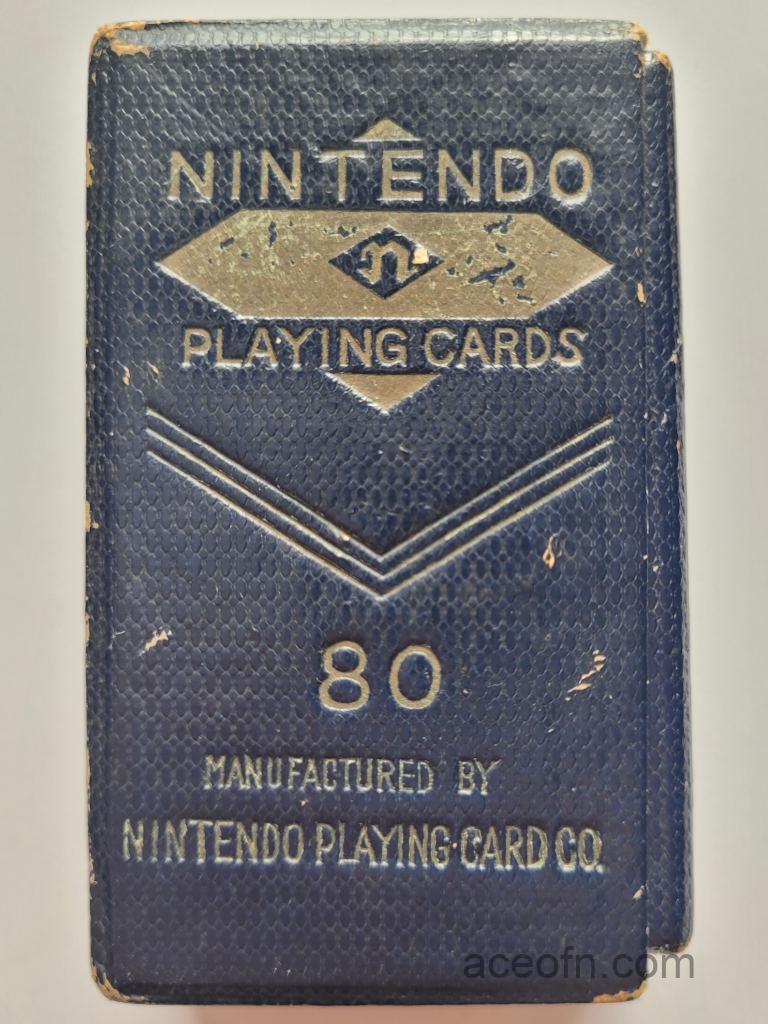 NINTENDO
n
PLAYING CARDS
80
MANUFACTURED BY
NINTENDO PLAYING CARD CO.
aceofn.com